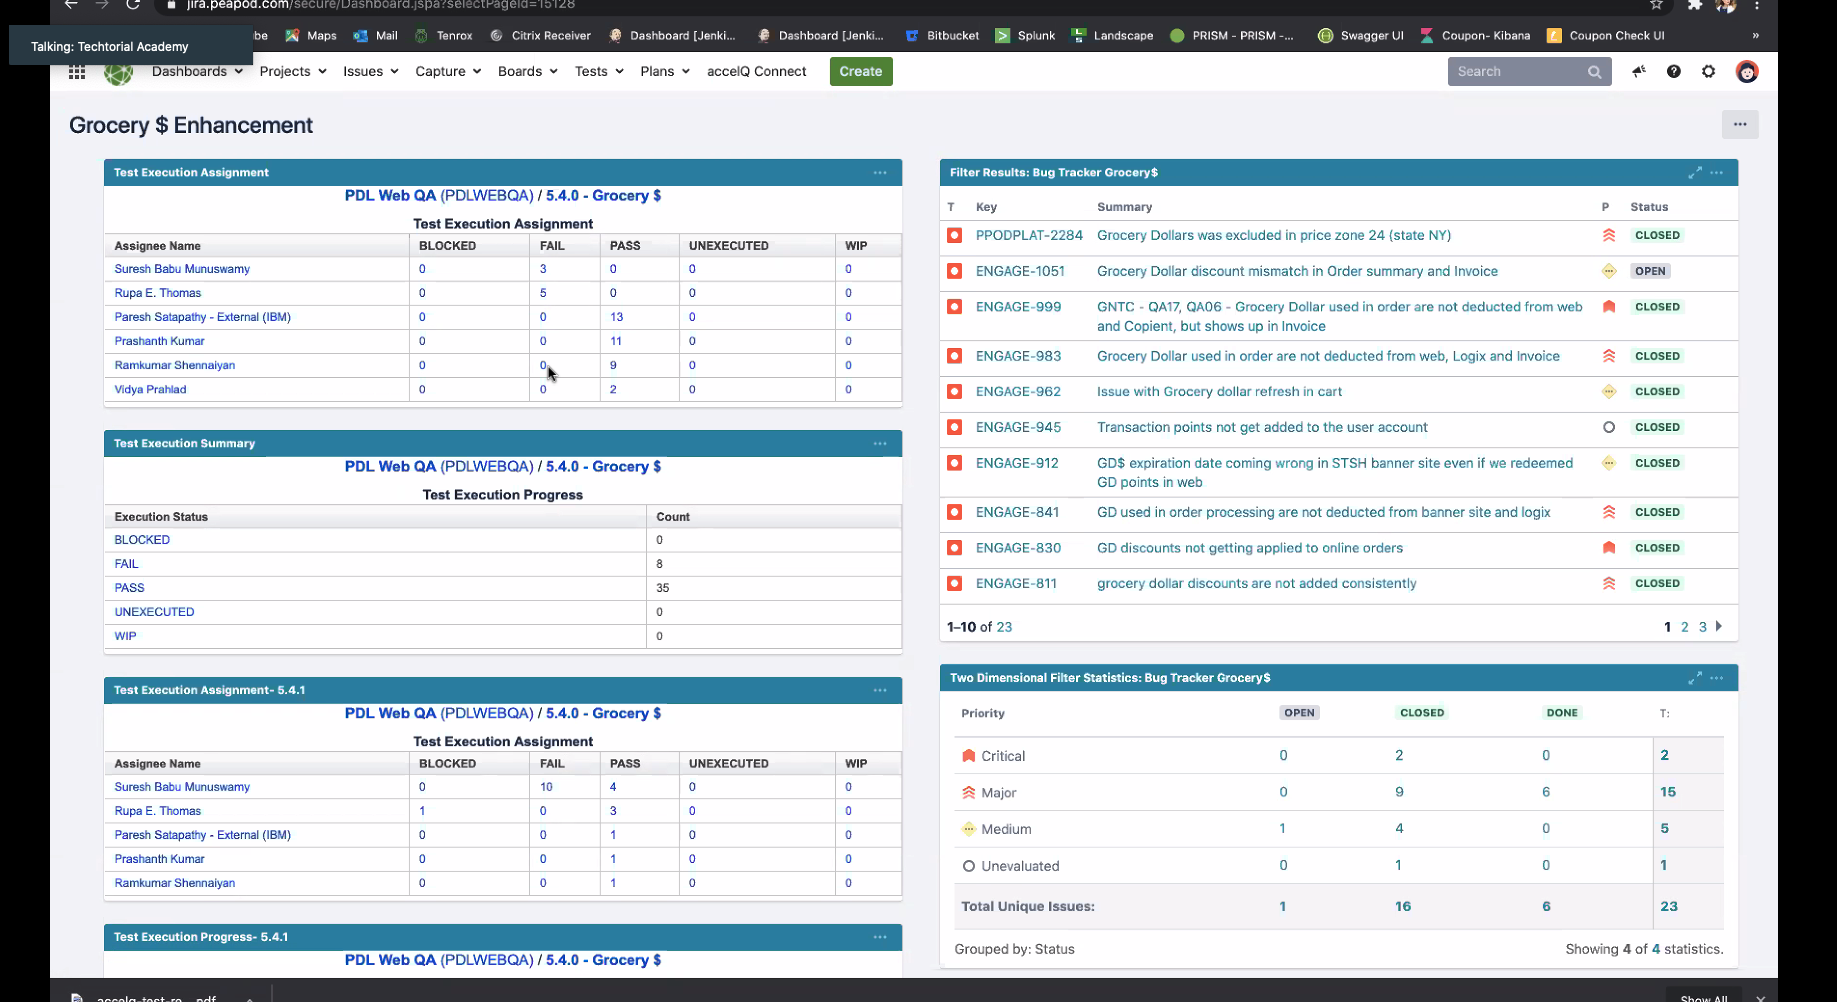 jira.peapod.com/secure/Dashboard.jspa?selectPageId=15128
Talking: Techtorial Academy
be Maps Mail Tenrox Citrix Receiver Dashboard [Jenki... Dashboard [Jenki... Bitbucket Splunk Landscape PRISM - PRISM -... Swagger UI Coupon- Kibana Coupon Check UI »
Dashboards Projects Issues Capture Boards Tests Plans accelQ Connect Create Search
Grocery $ Enhancement
Test Execution Assignment
PDL Web QA (PDLWEBQA) / 5.4.0 - Grocery $
Test Execution Assignment
Assignee Name BLOCKED FAIL PASS UNEXECUTED WIP
Suresh Babu Munuswamy 0 3 0 0 0
Rupa E. Thomas 0 5 0 0 0
Paresh Satapathy - External (IBM) 0 0 13 0 0
Prashanth Kumar 0 0 11 0 0
Ramkumar Shennaiyan 0 0 9 0 0
Vidya Prahlad 0 0 2 0 0
Test Execution Summary
PDL Web QA (PDLWEBQA) / 5.4.0 - Grocery $
Test Execution Progress
Execution Status Count
BLOCKED 0
FAIL 8
PASS 35
UNEXECUTED 0
WIP 0
Test Execution Assignment- 5.4.1
PDL Web QA (PDLWEBQA) / 5.4.0 - Grocery $
Test Execution Assignment
Assignee Name BLOCKED FAIL PASS UNEXECUTED WIP
Suresh Babu Munuswamy 0 10 4 0 0
Rupa E. Thomas 1 0 3 0 0
Paresh Satapathy - External (IBM) 0 0 1 0 0
Prashanth Kumar 0 0 1 0 0
Ramkumar Shennaiyan 0 0 1 0 0
Test Execution Progress- 5.4.1
PDL Web QA (PDLWEBQA) / 5.4.0 - Grocery $
Filter Results: Bug Tracker Grocery$
T Key Summary P Status
PPODPLAT-2284 Grocery Dollars was excluded in price zone 24 (state NY) CLOSED
ENGAGE-1051 Grocery Dollar discount mismatch in Order summary and Invoice OPEN
ENGAGE-999 GNTC - QA17, QA06 - Grocery Dollar used in order are not deducted from web CLOSED
and Copient, but shows up in Invoice
ENGAGE-983 Grocery Dollar used in order are not deducted from web, Logix and Invoice CLOSED
ENGAGE-962 Issue with Grocery dollar refresh in cart CLOSED
ENGAGE-945 Transaction points not get added to the user account CLOSED
ENGAGE-912 GD$ expiration date coming wrong in STSH banner site even if we redeemed CLOSED
GD points in web
ENGAGE-841 GD used in order processing are not deducted from banner site and logix CLOSED
ENGAGE-830 GD discounts not getting applied to online orders CLOSED
ENGAGE-811 grocery dollar discounts are not added consistently CLOSED
1–10 of 23 1 2 3
Two Dimensional Filter Statistics: Bug Tracker Grocery$
Priority OPEN CLOSED DONE T:
Critical 0 2 0 2
Major 0 9 6 15
Medium 1 4 0 5
Unevaluated 0 1 0 1
Total Unique Issues: 1 16 6 23
Grouped by: Status Showing 4 of 4 statistics.
accelq-test-re....pdf Show All